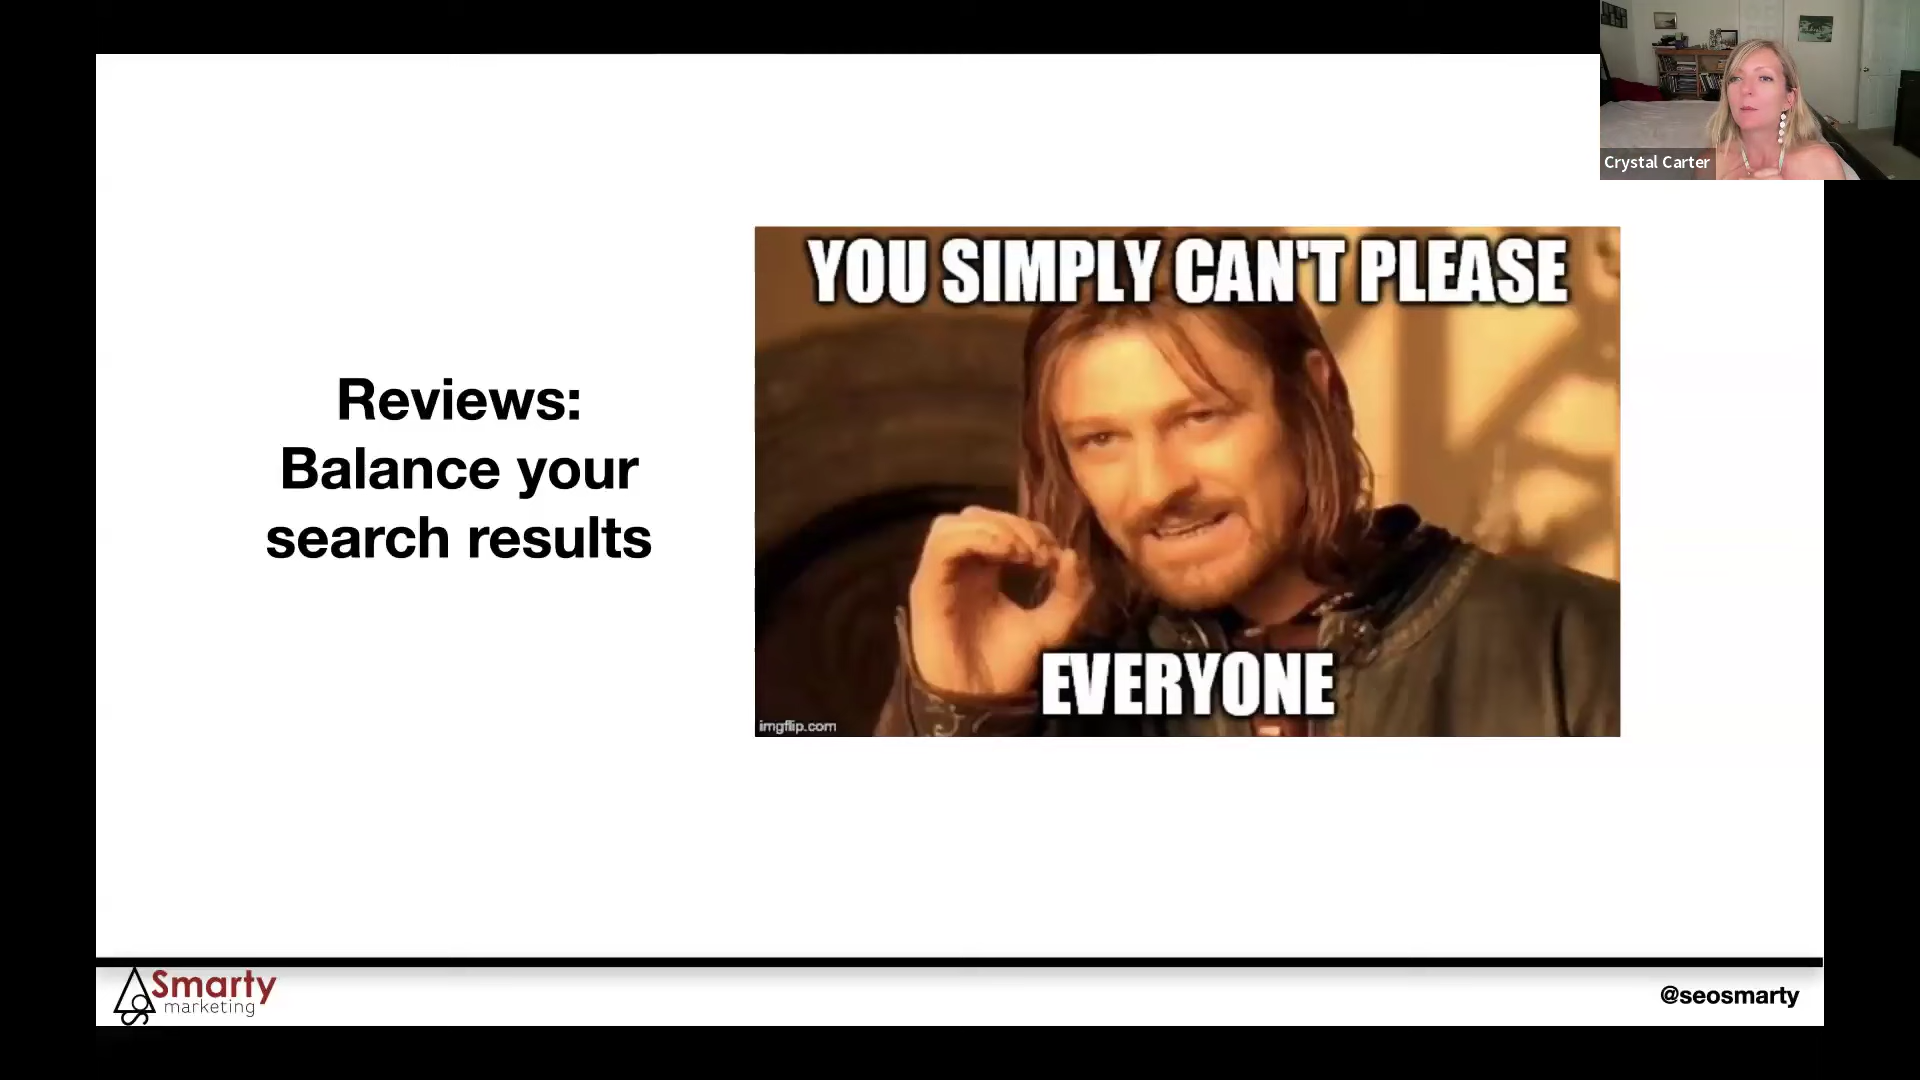 Crystal Carter
YOU SIMPLY CAN'T PLEASE
Reviews:
Balance your
search results
EVERYONE
imgflip.com
Smarty
marketing
@seosmarty